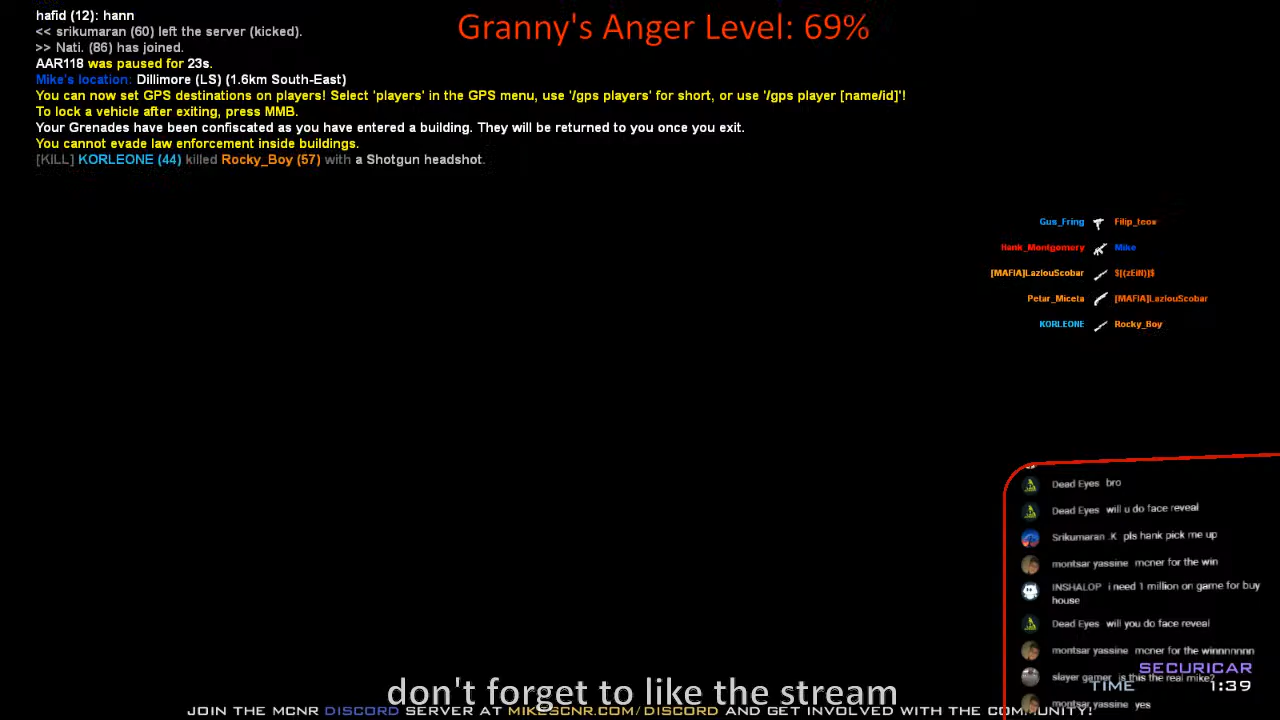 Granny's Anger Level: 69%
hafid (12): hann
<< srikumaran (60) left the server (kicked).
>> Nati. (86) has joined.
AAR118 was paused for 23s.
Mike's location: Dillimore (LS) (1.6km South-East)
You can now set GPS destinations on players! Select 'players' in the GPS menu, use '/gps players' for short, or use '/gps player [name/id]'!
To lock a vehicle after exiting, press MMB.
Your Grenades have been confiscated as you have entered a building. They will be returned to you once you exit.
You cannot evade law enforcement inside buildings.
[KILL] KORLEONE (44) killed Rocky_Boy (57) with a Shotgun headshot.
Gus_Fring
Hank_Montgomery Mike
[MAFIA]LazlouScobar $|(zEiN)|$
Petar_Miceta [MAFIA]LazlouScobar
KORLEONE Rocky_Boy
Dead Eyes bro
Dead Eyes will u do face reveal
Srikumaran .K pls hank pick me up
montsar yassine mcner for the win
INSHALOP i need 1 million on game for buy
house
Dead Eyes will you do face reveal
montsar yassine mcner for the winnnnnnn
SECURICAR
slayer gamer is this the real mike?
TIME 1:39
montsar yassine yes
don't forget to like the stream
JOIN THE MCNR DISCORD SERVER AT MIKESCNR.COM/DISCORD AND GET INVOLVED WITH THE COMMUNITY!